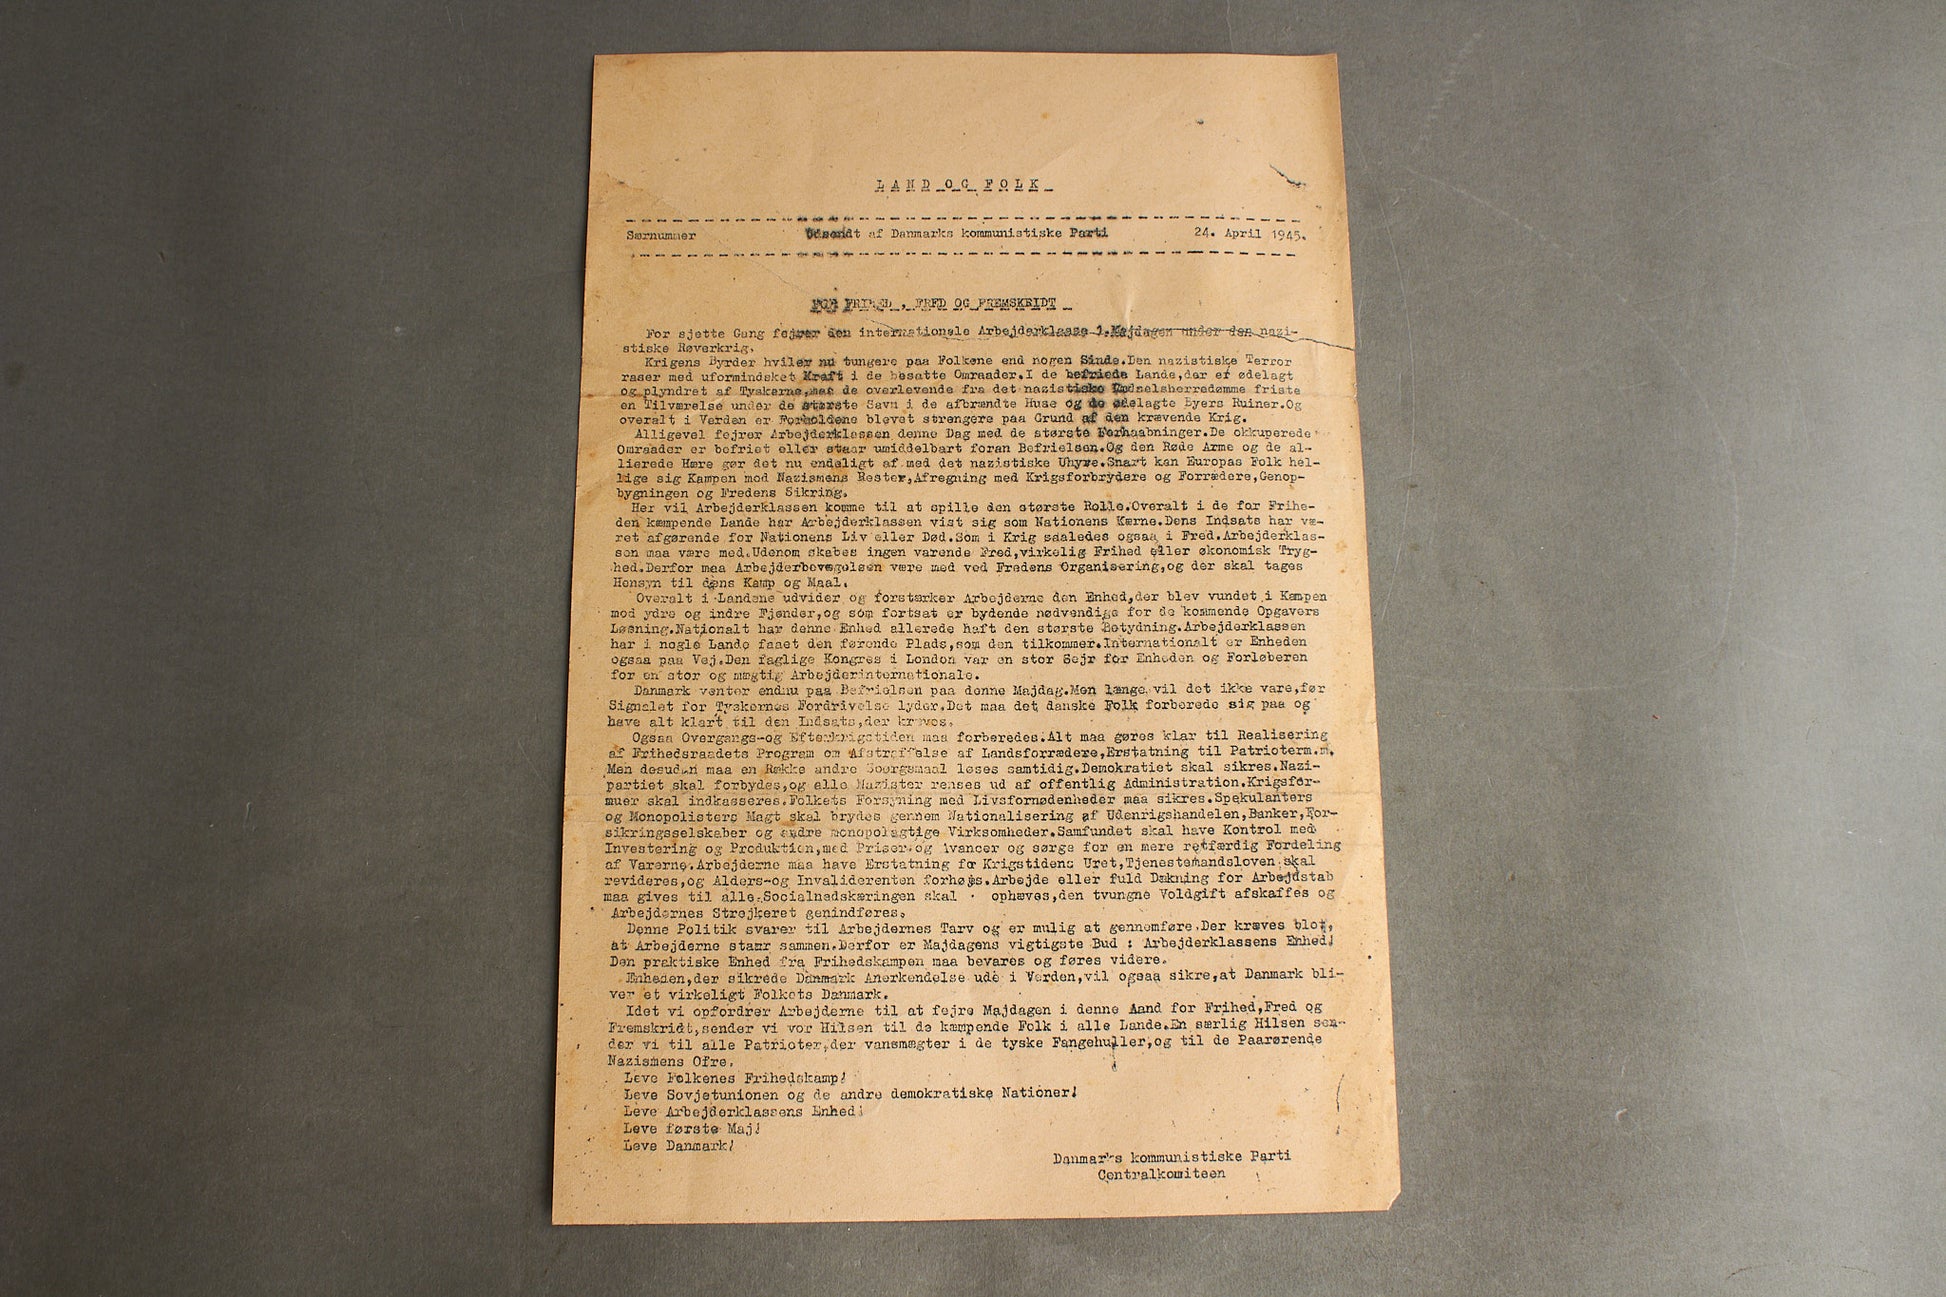 LAND OG FOLK
Særnummer Udsendt af Danmarks kommunistiske Parti 24. April 1945.
FOR FRIHED, FRED OG FREMSKRIDT
For sjette Gang fejrer den internationale Arbejderklasse 1.Majdagen under den nazi-
stiske Røverkrig.
Krigens Byrder hviler nu tungere paa Folkene end nogen Sinde.Den nazistiske Terror
raser med uformindsket Kraft i de besatte Omraader.I de befriede Lande,der er ødelagt
og plyndret af Tyskerne,maa de overlevende fra det nazistiske Rædselsherredømme friste
en Tilværelse under de største Savn i de afbrændte Huse og de ødelagte Byers Ruiner.Og
overalt i Verden er Forholdene blevet strengere paa Grund af den krævende Krig.
Alligevel fejrer Arbejderklassen denne Dag med de største Forhaabninger.De okkuperede
Omraader er befriet eller staar umiddelbart foran Befrielsen.Og den Røde Arme og de al-
lierede Hære gør det nu endeligt af med det nazistiske Uhyre.Snart kan Europas Folk hel-
lige sig Kampen mod Nazismens Rester,Afregning med Krigsforbrydere og Forrædere,Genop-
bygningen og Fredens Sikring.
Her vil Arbejderklassen komme til at spille den største Rolle.Overalt i de for Frihe-
den kæmpende Lande har Arbejderklassen vist sig som Nationens Kærne.Dens Indsats har væ-
ret afgørende for Nationens Liv eller Død.Som i Krig saaledes ogsaa i Fred.Arbejderklas-
sen maa være med.Udenom skabes ingen varende Fred,virkelig Frihed eller økonomisk Tryg-
hed.Derfor maa Arbejderbevægelsen være med ved Fredens Organisering,og der skal tages
Hensyn til dens Kamp og Maal.
Overalt i Landene udvider og forstærker Arbejderne den Enhed,der blev vundet i Kampen
mod ydre og indre Fjender,og som fortsat er bydende nødvendige for de kommende Opgavers
Løsning.Nationalt har denne Enhed allerede haft den største Betydning.Arbejderklassen
har i nogle Lande faaet den førende Plads,som den tilkommer.Internationalt er Enheden
ogsaa paa Vej.Den faglige Kongres i London var en stor Sejr for Enheden og Forløberen
for en stor og mægtig Arbejderinternationale.
Danmark venter endnu paa Befrielsen paa denne Majdag.Men længe vil det ikke vare,før
Signalet for Tyskernes Fordrivelse lyder.Det maa det danske Folk forberede sig paa og
have alt klart til den Indsats,der kræves.
Ogsaa Overgangs-og Efterkrigstiden maa forberedes.Alt maa gøres klar til Realisering
af Frihedsraadets Program om Afstraffelse af Landsforrædere,Erstatning til Patrioterm.m.
Men desuden maa en Række andre Spørgsmaal løses samtidig.Demokratiet skal sikres.Nazi-
partiet skal forbydes,og alle Nazister renses ud af offentlig Administration.Krigsfor-
muer skal indkasseres.Folkets Forsyning med Livsfornødenheder maa sikres.Spekulanters
og Monopolisters Magt skal brydes gennem Nationalisering af Udenrigshandelen,Banker,For-
sikringsselskaber og andre monopolagtige Virksomheder.Samfundet skal have Kontrol med
Investering og Produktion,med Priser og Avancer og sørge for en mere retfærdig Fordeling
af Varerne.Arbejderne maa have Erstatning for Krigstidens Uret,Tjenestemandsloven skal
revideres,og Alders-og Invaliderenten forhøjes.Arbejde eller fuld Dækning for Arbejdstab
maa gives til alle.Socialnedskæringen skal ophæves,den tvungne Voldgift afskaffes og
Arbejdernes Strejkeret genindføres.
Denne Politik svarer til Arbejdernes Tarv og er mulig at gennemføre.Der kræves blot,
at Arbejderne staar sammen.Derfor er Majdagens vigtigste Bud : Arbejderklassens Enhed!
Den praktiske Enhed fra Frihedskampen maa bevares og føres videre.
Enheden,der sikrede Danmark Anerkendelse ude i Verden,vil ogsaa sikre,at Danmark bli-
ver et virkeligt Folkets Danmark.
Idet vi opfordrer Arbejderne til at fejre Majdagen i denne Aand for Frihed,Fred og
Fremskridt,sender vi vor Hilsen til de kæmpende Folk i alle Lande.En særlig Hilsen sen-
der vi til alle Patrioter,der vansmægter i de tyske Fangehuller,og til de Paarørende
Nazismens Ofre.
Leve Folkenes Frihedskamp!
Leve Sovjetunionen og de andre demokratiske Nationer!
Leve Arbejderklassens Enhed!
Leve første Maj!
Leve Danmark!
Danmarks kommunistiske Parti
Centralkomiteen